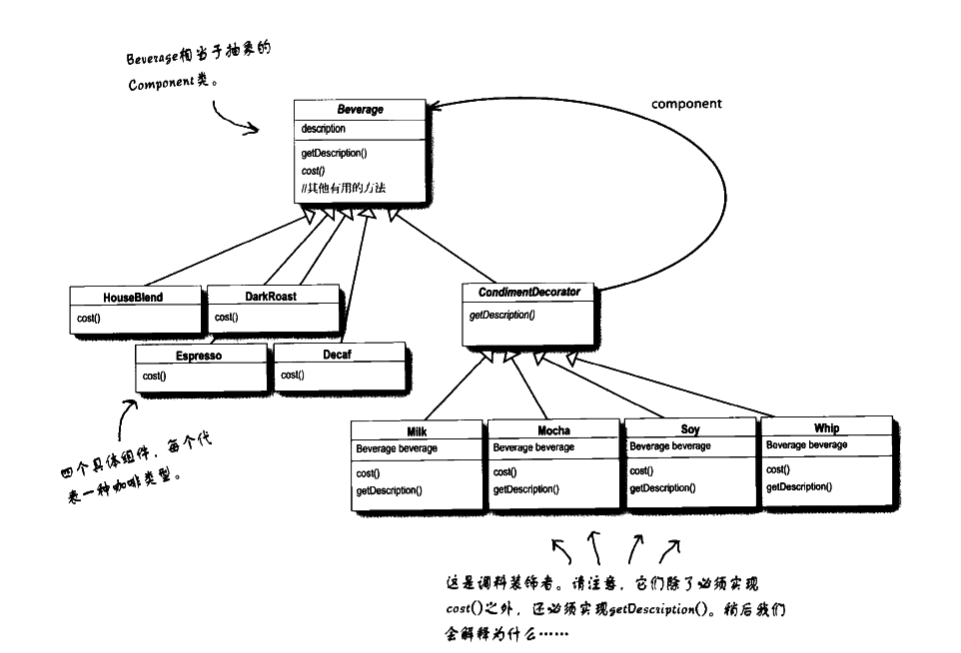 Beverage相当于抽象的
Component类。
component
Beverage
description
getDescription()
cost()
//其他有用的方法
HouseBlend
cost()
DarkRoast
cost()
CondimentDecorator
getDescription()
Espresso
cost()
Decaf
cost()
四个具体组件，每个代
表一种咖啡类型。
Milk
Beverage beverage
cost()
getDescription()
Mocha
Beverage beverage
cost()
getDescription()
Soy
Beverage beverage
cost()
getDescription()
Whip
Beverage beverage
cost()
getDescription()
这是调料装饰者。请注意，它们除了必须实现
cost()之外，还必须实现getDescription()。稍后我们
会解释为什么……